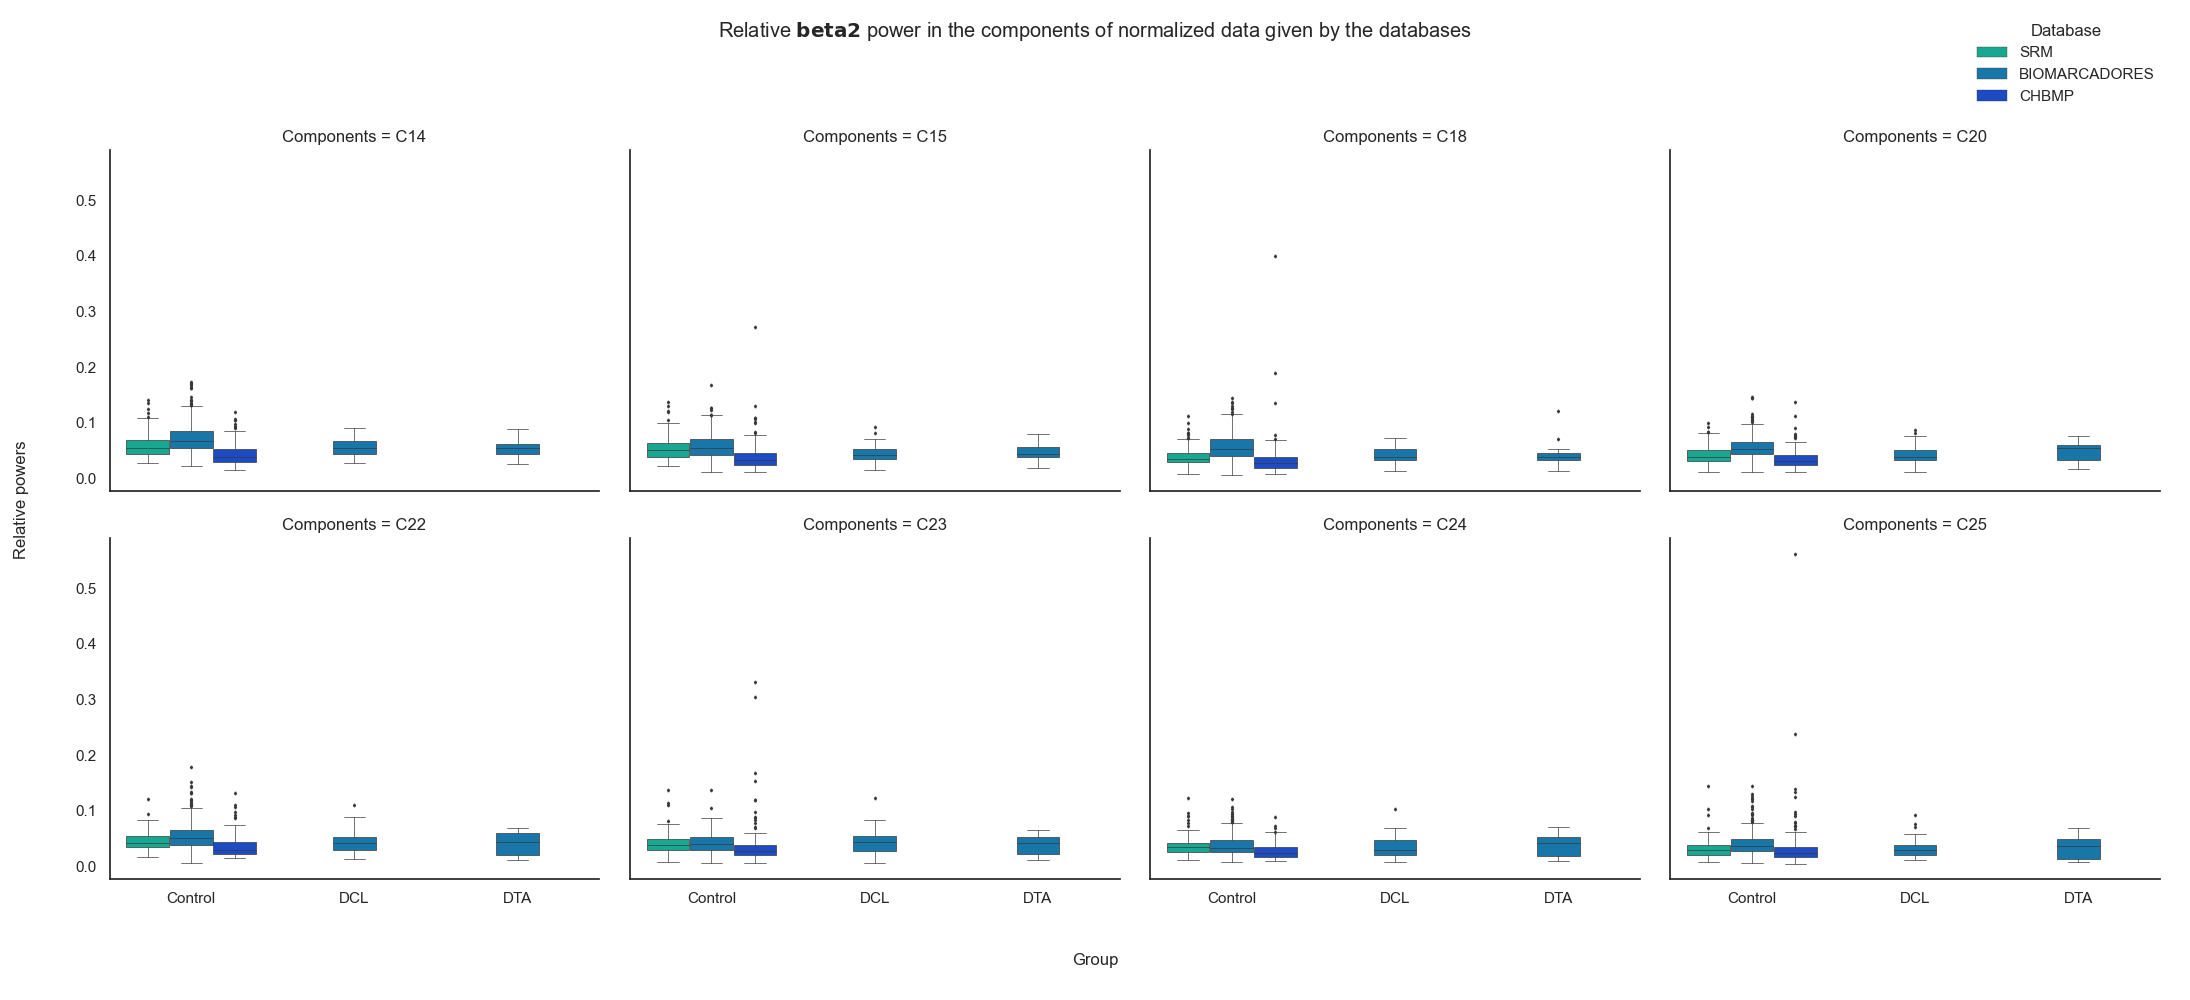 Relative beta2 power in the components of normalized data given by the databases
Database
SRM
BIOMARCADORES
CHBMP
Components = C14
Components = C15
Components = C18
Components = C20
0.5
0.4
0.3
0.2
0.1
0.0
Relative powers
Components = C22
Components = C23
Components = C24
Components = C25
0.5
0.4
0.3
0.2
0.1
0.0
Control DCL DTA
Control DCL DTA
Control DCL DTA
Control DCL DTA
Group